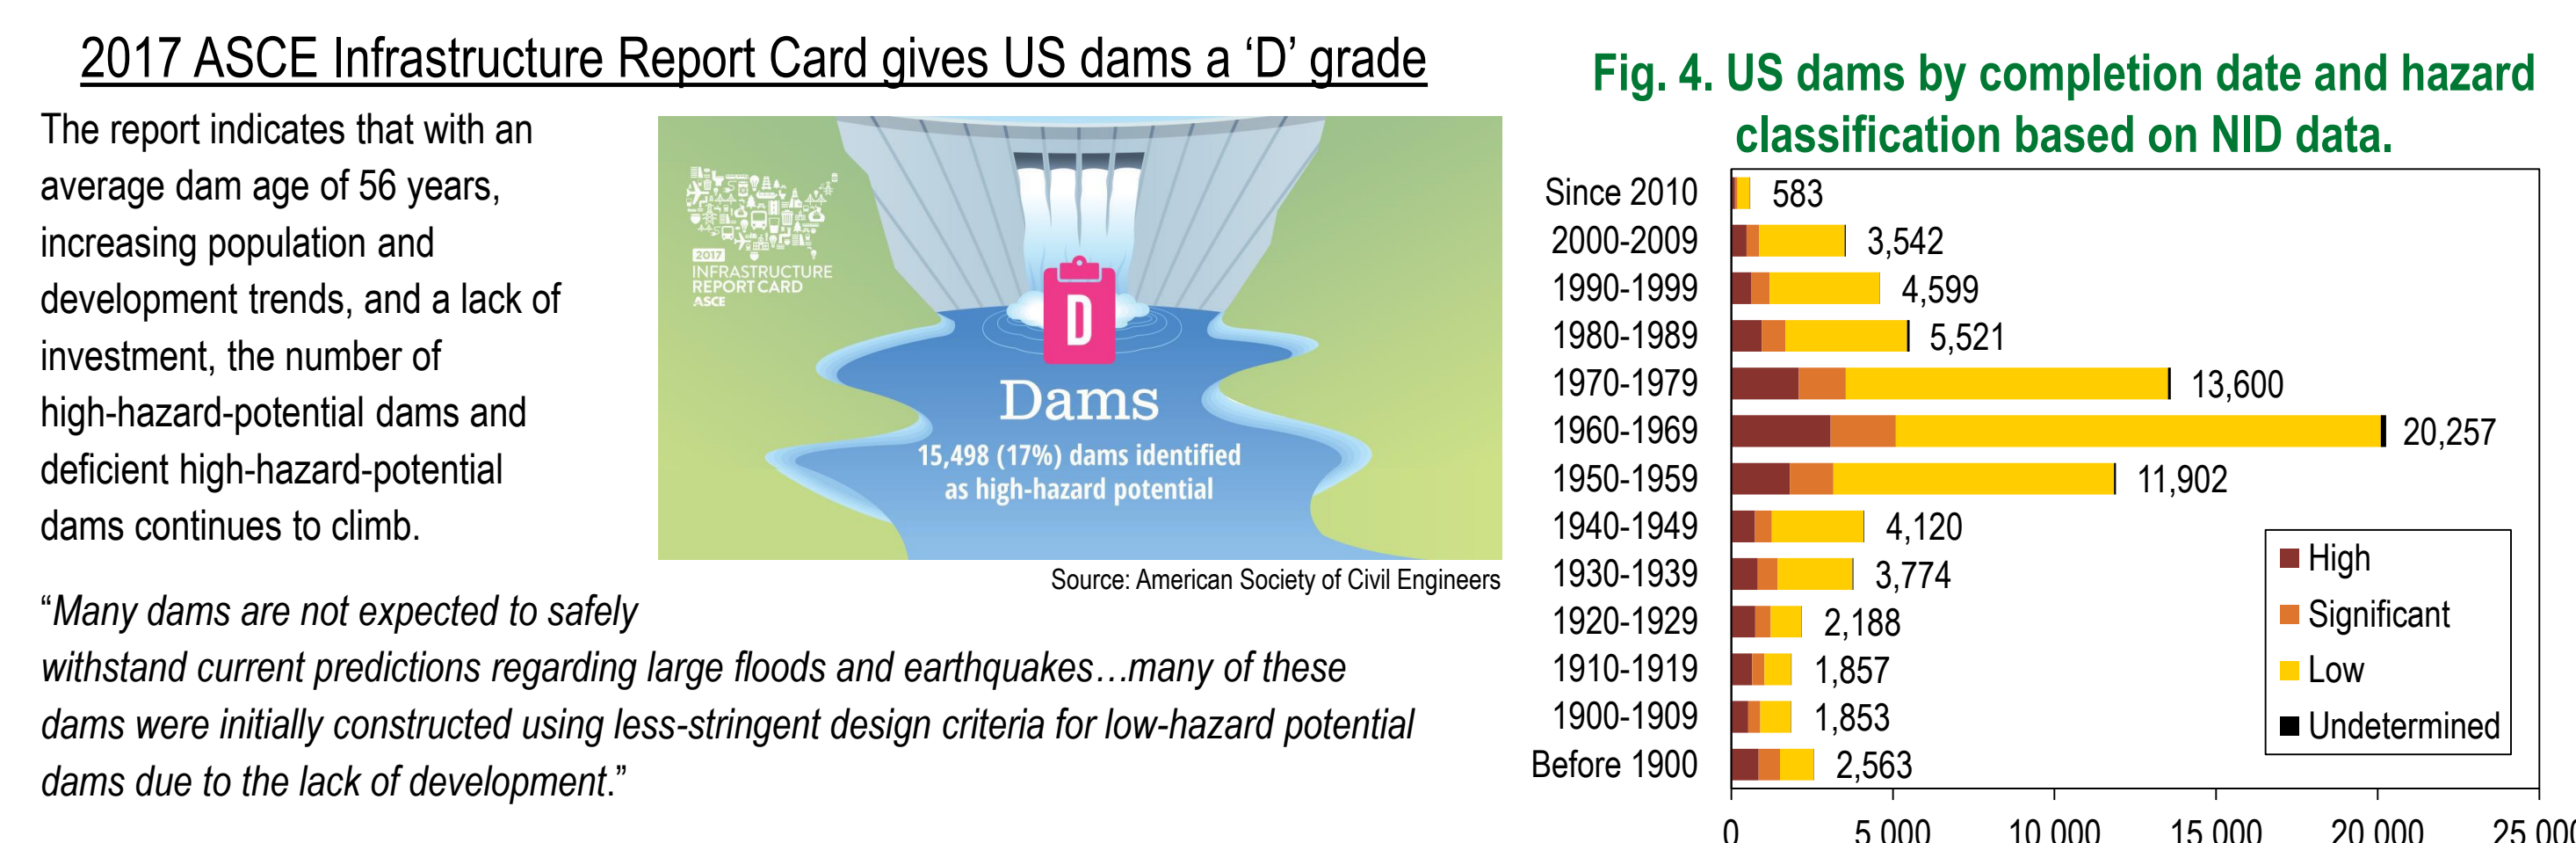 2017 ASCE Infrastructure Report Card gives US dams a ‘D’ grade
The report indicates that with an
average dam age of 56 years,
increasing population and
development trends, and a lack of
investment, the number of
high-hazard-potential dams and
deficient high-hazard-potential
dams continues to climb.
2017
INFRASTRUCTURE
REPORT CARD
ASCE
D
Dams
15,498 (17%) dams identified
as high-hazard potential
Source: American Society of Civil Engineers
“Many dams are not expected to safely
withstand current predictions regarding large floods and earthquakes…many of these
dams were initially constructed using less-stringent design criteria for low-hazard potential
dams due to the lack of development.”
Fig. 4. US dams by completion date and hazard
classification based on NID data.
Since 2010 583
2000-2009 3,542
1990-1999 4,599
1980-1989 5,521
1970-1979 13,600
1960-1969 20,257
1950-1959 11,902
1940-1949 4,120
1930-1939 3,774
1920-1929 2,188
1910-1919 1,857
1900-1909 1,853
Before 1900 2,563
High
Significant
Low
Undetermined
0 5 000 10 000 15 000 20 000 25 000